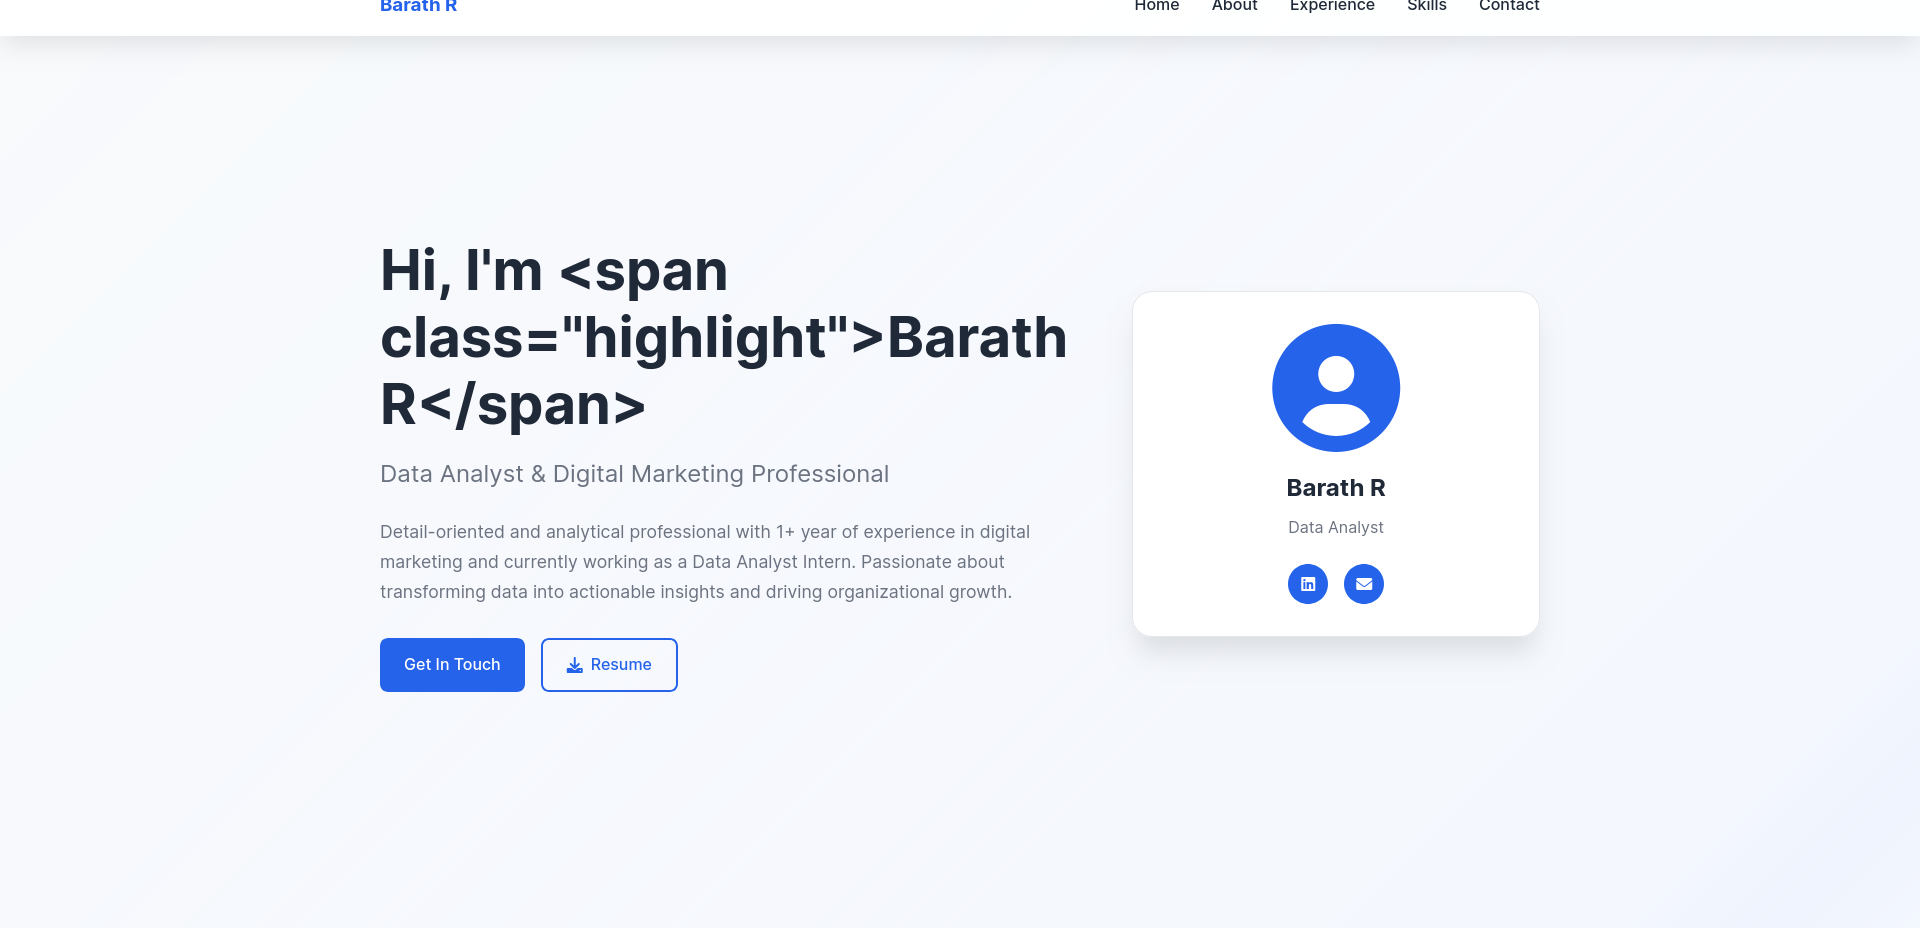 Barath R
Home About Experience Skills Contact
Hi, I'm <span
class="highlight">Barath
R</span>
Data Analyst & Digital Marketing Professional
Detail-oriented and analytical professional with 1+ year of experience in digital
marketing and currently working as a Data Analyst Intern. Passionate about
transforming data into actionable insights and driving organizational growth.
Get In Touch
Resume
Barath R
Data Analyst
in